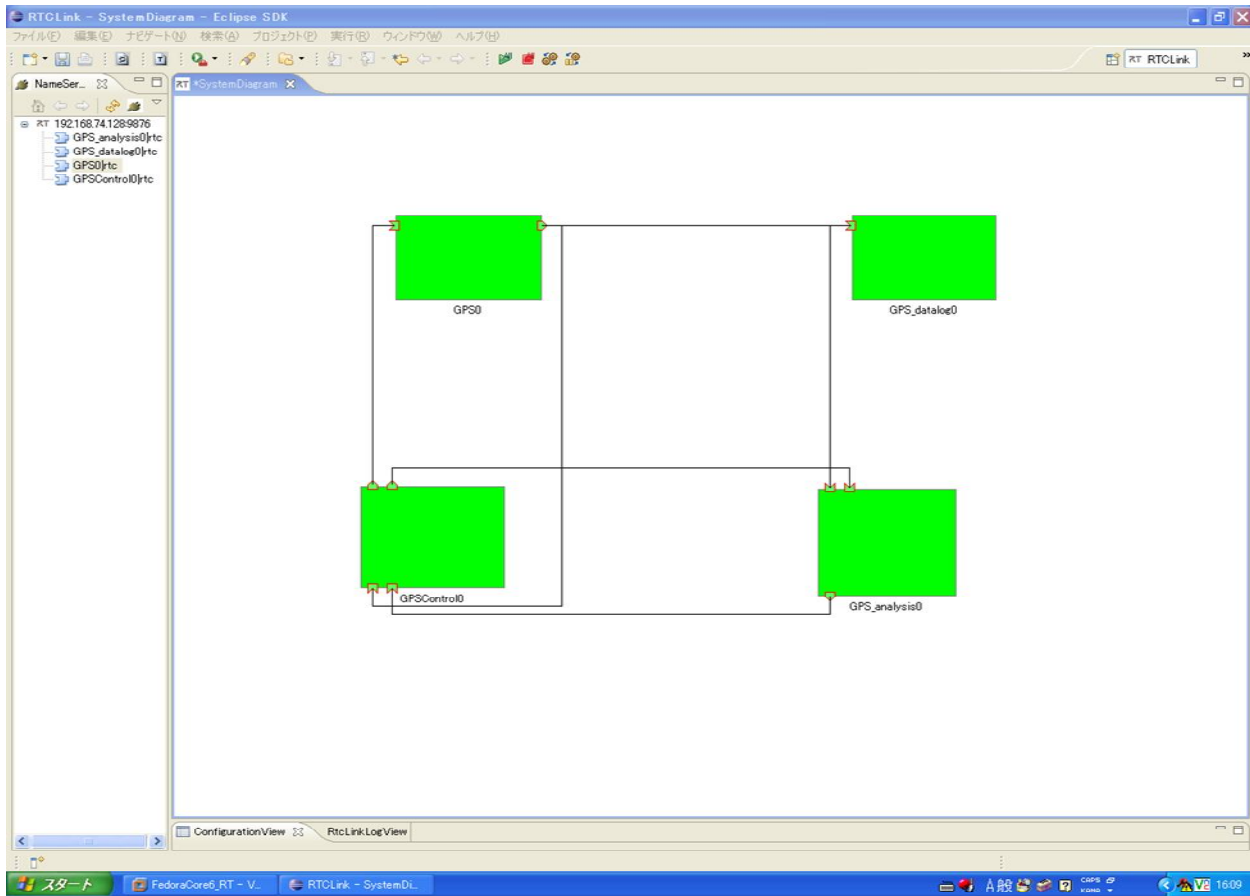 RTCLink - SystemDiagram - Eclipse SDK
ファイル(F) 編集(E) ナビゲート(N) 検索(A) プロジェクト(P) 実行(R) ウィンドウ(W) ヘルプ(H)
RT RTCLink
NameSer...
RT *SystemDiagram
RT 192.168.74.128:9876
GPS_analysis0|rtc
GPS_datalog0|rtc
GPS0|rtc
GPSControl0|rtc
GPS0
GPS_datalog0
GPSControl0
GPS_analysis0
ConfigurationView RtcLinkLogView
スタート FedoraCore6_RT - V... RTCLink - SystemDi... A 般 CAPS KANA 16:09